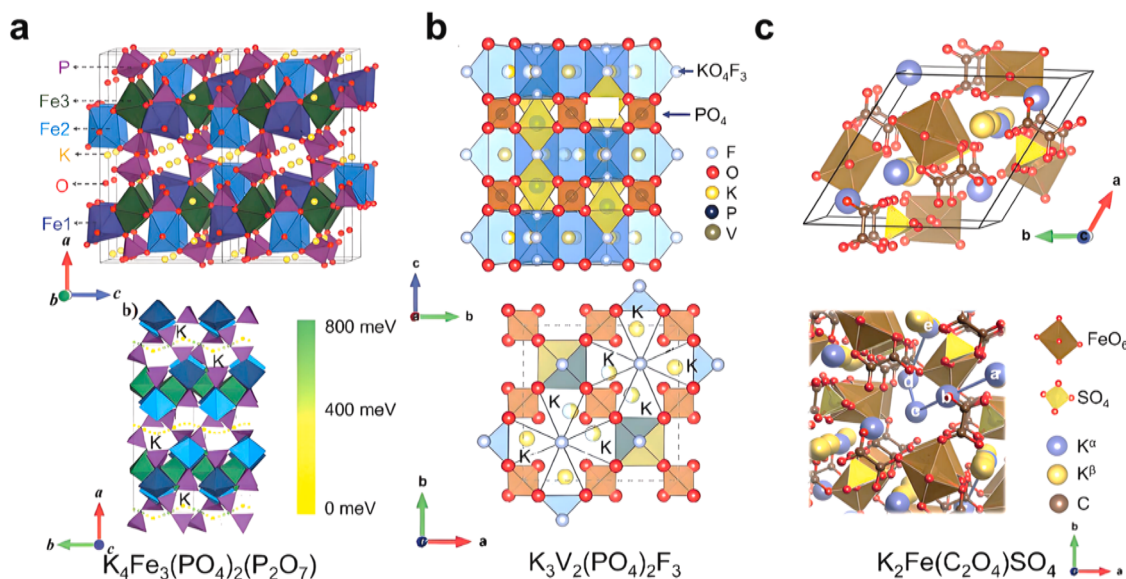 a
P
Fe3
Fe2
K
O
Fe1
a
b
c
b)
K
K
K
K
K
800 meV
400 meV
0 meV
a
b
c
K₄Fe₃(PO₄)₂(P₂O₇)
b
KO₄F₃
PO₄
F
O
K
P
V
c
a
b
K
K
K
K
K
K
K
K
b
a
K₃V₂(PO₄)₂F₃
c
a
b
c
e
d
a
b
c
FeO₆
SO₄
Kᵅ
Kᵝ
C
b
a
K₂Fe(C₂O₄)SO₄